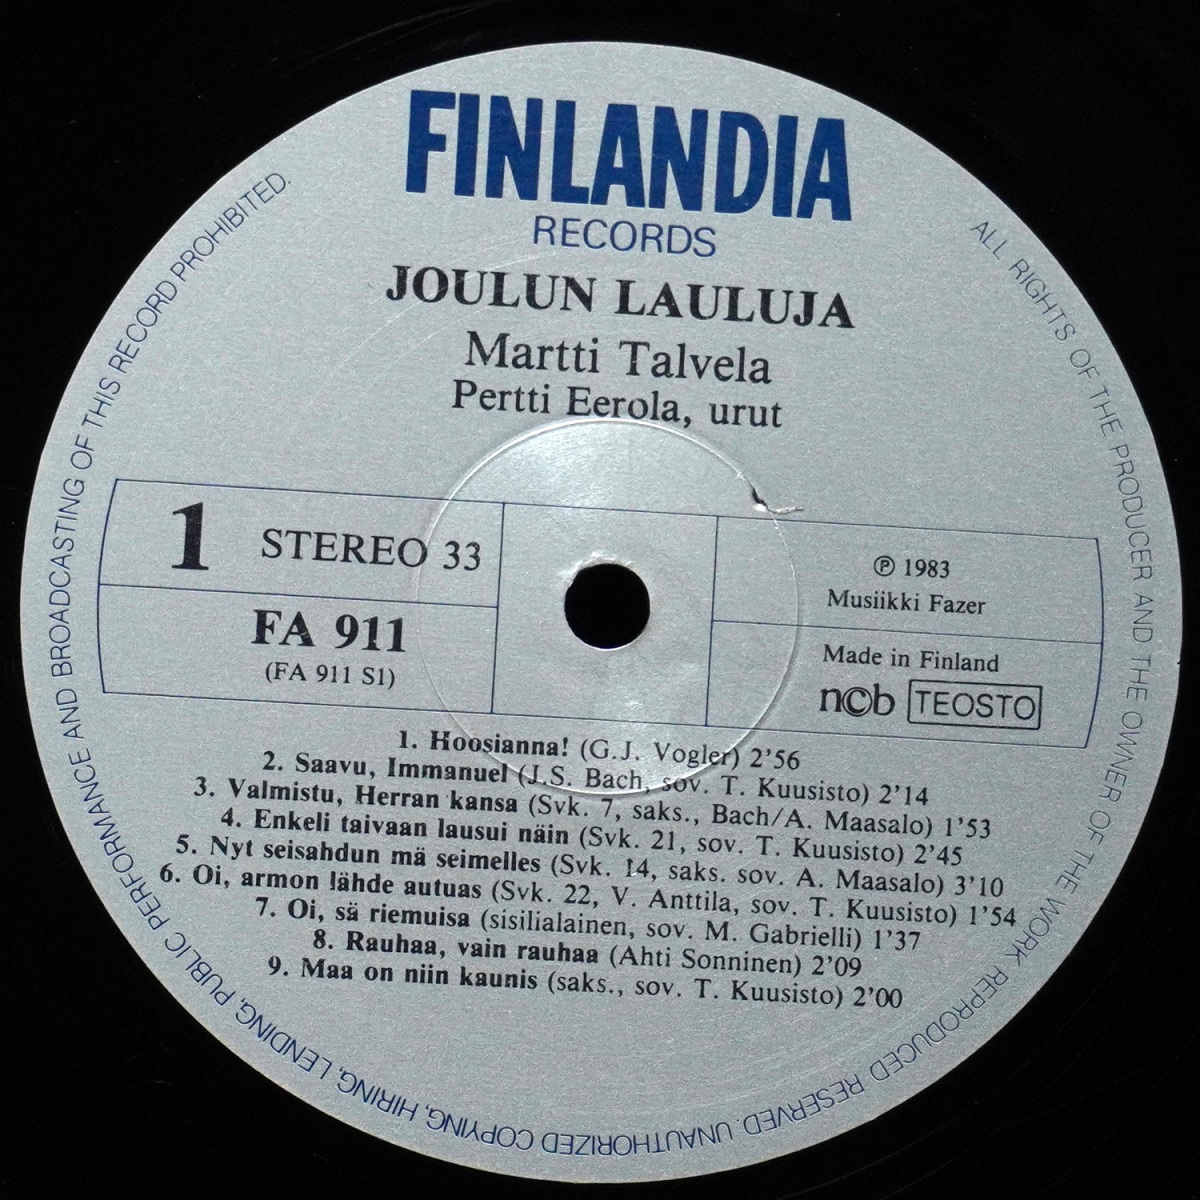 FINLANDIA
RECORDS
JOULUN LAULUJA
Martti Talvela
Pertti Eerola, urut
1 STEREO 33
FA 911
(FA 911 S1)
℗ 1983
Musiikki Fazer
Made in Finland
n©b TEOSTO
1. Hoosianna! (G.J. Vogler) 2’56
2. Saavu, Immanuel (J.S. Bach, sov. T. Kuusisto) 2’14
3. Valmistu, Herran kansa (Svk. 7, saks., Bach/A. Maasalo) 1’53
4. Enkeli taivaan lausui näin (Svk. 21, sov. T. Kuusisto) 2’45
5. Nyt seisahdun mä seimelles (Svk. 14, saks. sov. A. Maasalo) 3’10
6. Oi, armon lähde autuas (Svk. 22, V. Anttila, sov. T. Kuusisto) 1’54
7. Oi, sä riemuisa (sisilialainen, sov. M. Gabrielli) 1’37
8. Rauhaa, vain rauhaa (Ahti Sonninen) 2’09
9. Maa on niin kaunis (saks., sov. T. Kuusisto) 2’00
ALL RIGHTS OF THE PRODUCER AND THE OWNER OF THE WORK REPRODUCED RESERVED. UNAUTHORIZED COPYING, HIRING, LENDING, PUBLIC PERFORMANCE AND BROADCASTING OF THIS RECORD PROHIBITED.